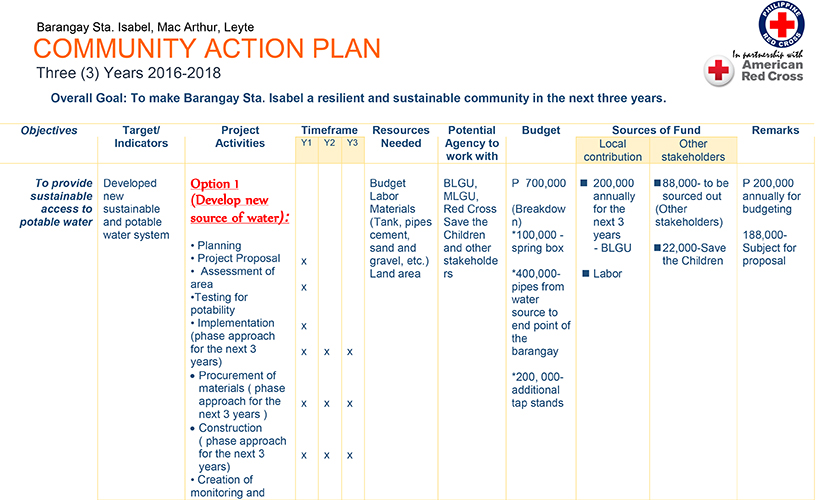 Barangay Sta. Isabel, Mac Arthur, Leyte
COMMUNITY ACTION PLAN
Three (3) Years 2016-2018
PHILIPPINE
RED CROSS
In partnership with
American
Red Cross
Overall Goal: To make Barangay Sta. Isabel a resilient and sustainable community in the next three years.
Objectives
Target/
Indicators
Project
Activities
Timeframe
Y1 Y2 Y3
Resources
Needed
Potential
Agency to
work with
Budget
Sources of Fund
Local
contribution
Other
stakeholders
Remarks
To provide
sustainable
access to
potable water
Developed
new
sustainable
and potable
water system
Option 1
(Develop new
source of water):
• Planning
• Project Proposal
• Assessment of
area
•Testing for
potability
• Implementation
(phase approach
for the next 3
years)
• Procurement of
materials ( phase
approach for the
next 3 years )
• Construction
( phase approach
for the next 3
years)
• Creation of
monitoring and
x
x
x
x x x
x x x
x x x
Budget
Labor
Materials
(Tank, pipes
cement,
sand and
gravel, etc.)
Land area
BLGU,
MLGU,
Red Cross
Save the
Children
and other
stakeholde
rs
P 700,000
(Breakdow
n)
*100,000 -
spring box
*400,000-
pipes from
water
source to
end point of
the
barangay
*200, 000-
additional
tap stands
■ 200,000
annually
for the
next 3
years
- BLGU
■ Labor
■88,000- to be
sourced out
(Other
stakeholders)
■22,000-Save
the Children
P 200,000
annually for
budgeting
188,000-
Subject for
proposal